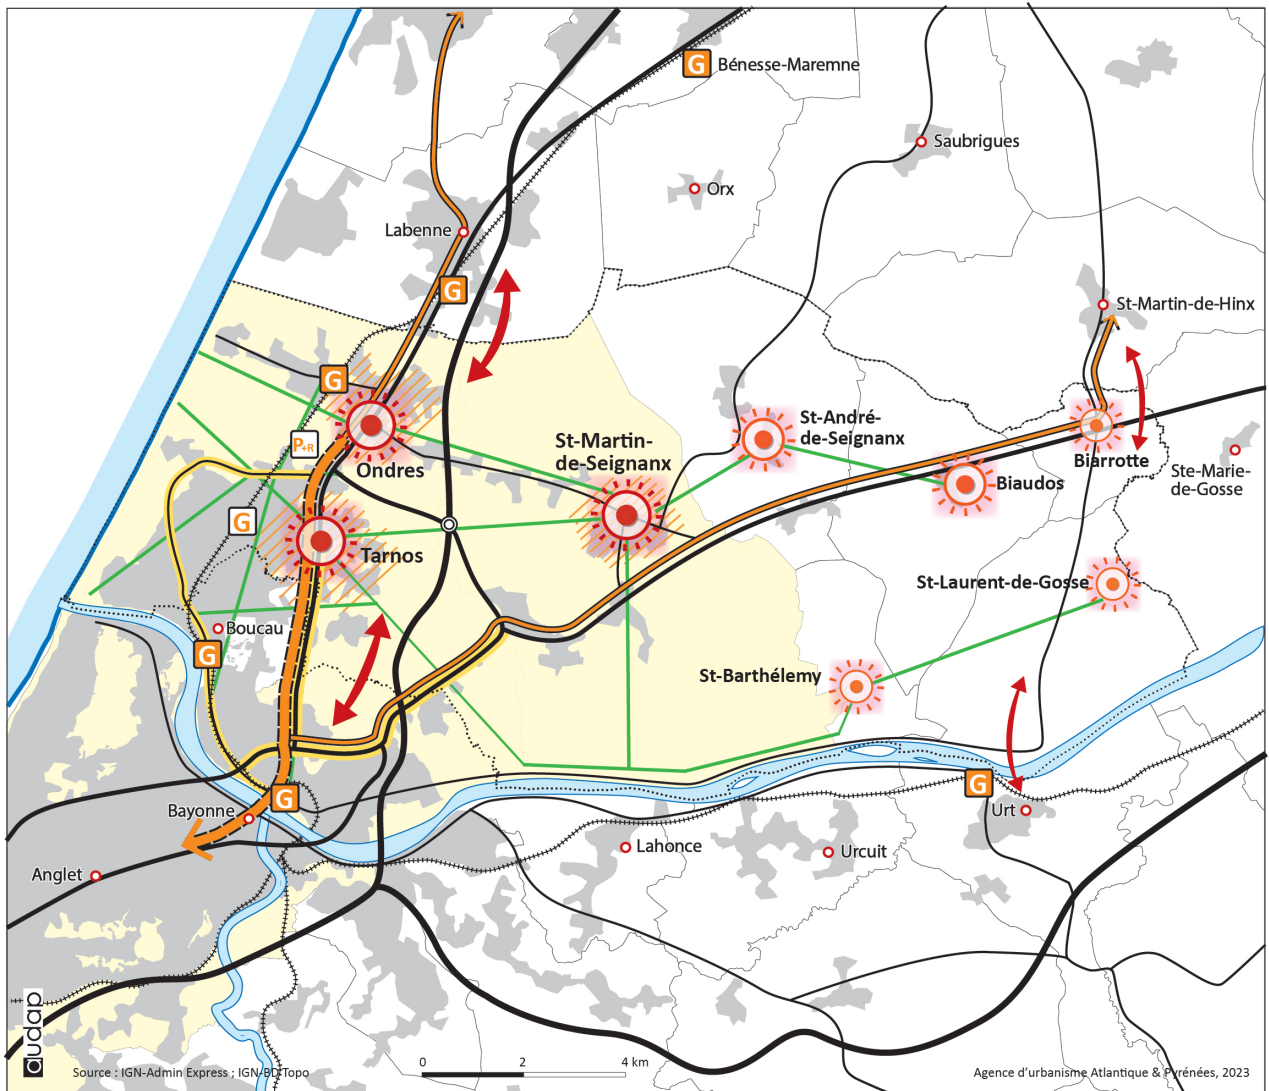 G
Bénesse-Maremne
Saubrigues
Orx
Labenne
G
St-Martin-de-Hinx
G
P+R
Ondres
St-Martin-
de-Seignanx
St-André-
de-Seignanx
Biarrotte
Ste-Marie-
de-Gosse
Biaudos
G
Tarnos
St-Laurent-de-Gosse
Boucau
G
St-Barthélemy
G
G
Bayonne
Urt
Lahonce
Urcuit
Anglet
audap
0 2 4 km
Source : IGN-Admin Express ; IGN-BD Topo
Agence d'urbanisme Atlantique & Pyrénées, 2023